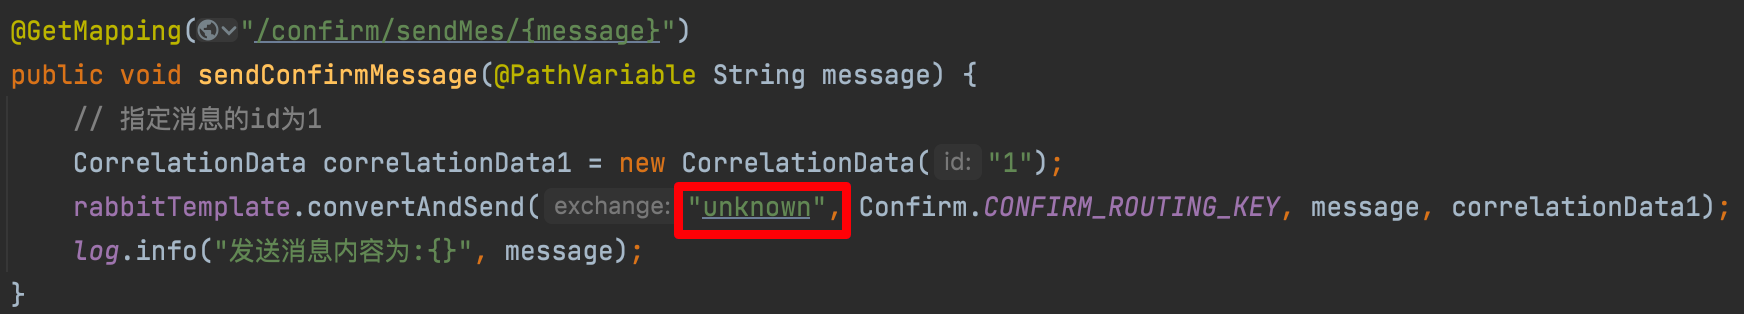 @GetMapping("/confirm/sendMes/{message}")
public void sendConfirmMessage(@PathVariable String message) {
// 指定消息的id为1
CorrelationData correlationData1 = new CorrelationData( id: "1");
rabbitTemplate.convertAndSend( exchange: "unknown", Confirm.CONFIRM_ROUTING_KEY, message, correlationData1);
log.info("发送消息内容为:{}", message);
}